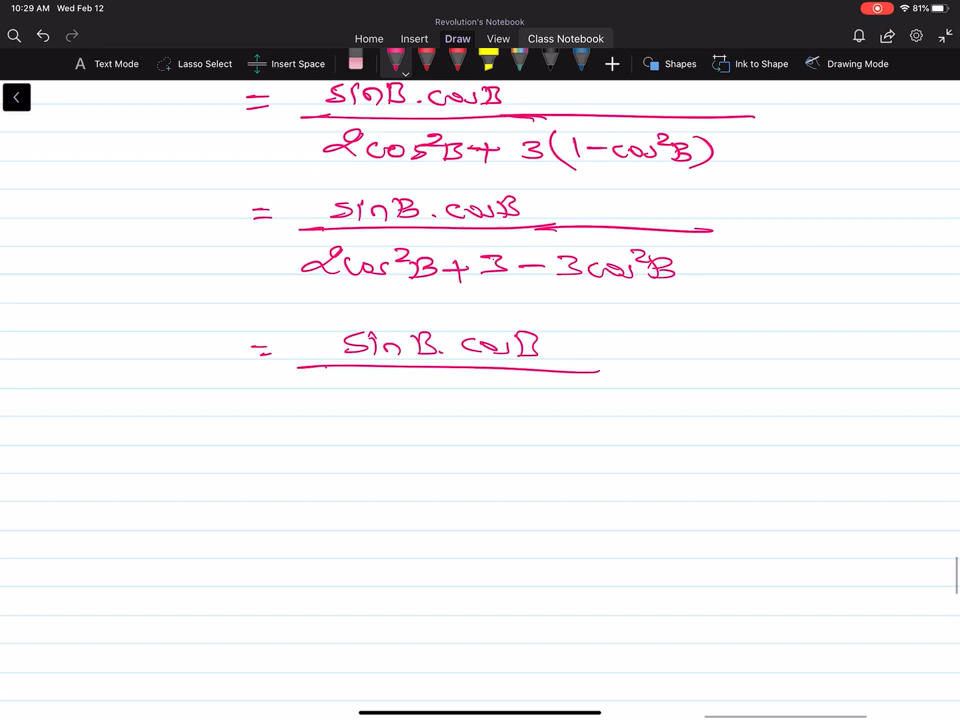 10:29 AM Wed Feb 12
81%
Revolution's Notebook
Home Insert Draw View Class Notebook
A Text Mode Lasso Select Insert Space Shapes Ink to Shape Drawing Mode
= sinB . cosB
2cos²B + 3(1-cos²B)
= sinB . cosB
2cos²B + 3 - 3cos²B
= sinB. cosB